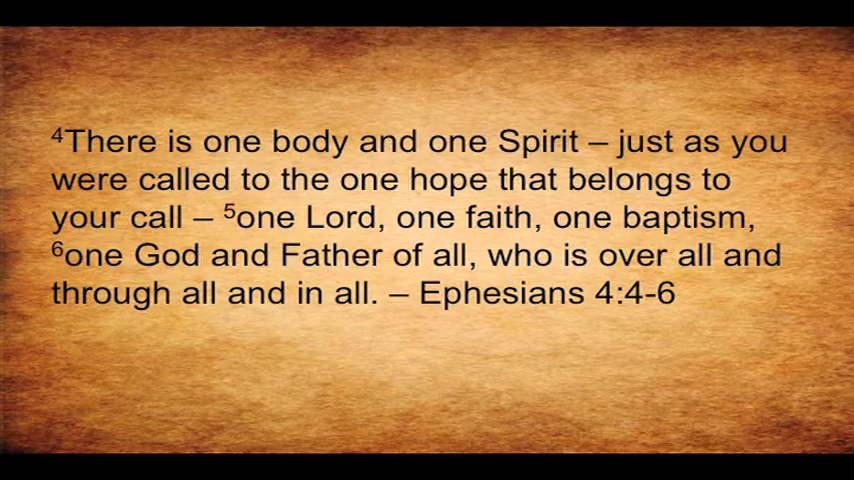 ⁴There is one body and one Spirit – just as you
were called to the one hope that belongs to
your call – ⁵one Lord, one faith, one baptism,
⁶one God and Father of all, who is over all and
through all and in all. – Ephesians 4:4-6